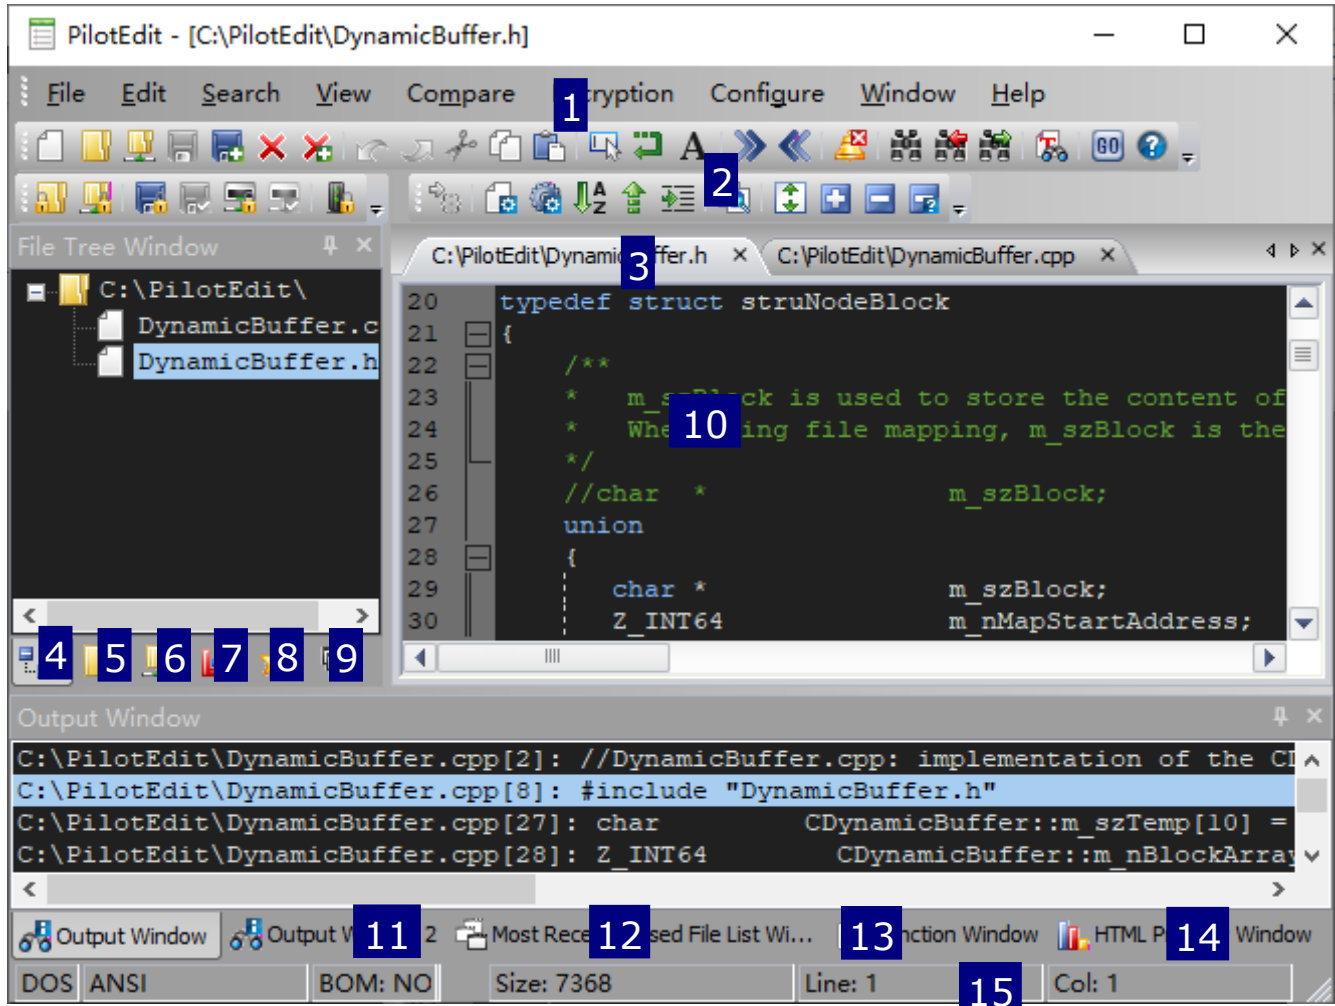 PilotEdit - [C:\PilotEdit\DynamicBuffer.h]
File Edit Search View Compare 1 ryption Configure Window Help
A GO ?
2
A Z
File Tree Window
C:\PilotEdit\DynamicBuffer.h C:\PilotEdit\DynamicBuffer.cpp
3
C:\PilotEdit\
DynamicBuffer.c
DynamicBuffer.h
20 typedef struct struNodeBlock
21 {
22 /**
23 * m_szBlock is used to store the content of
24 * Whe ing file mapping, m_szBlock is the
10
25 */
26 //char * m_szBlock;
27 union
28 {
29 char * m_szBlock;
30 Z_INT64 m_nMapStartAddress;
4 5 6 7 8 9
Output Window
C:\PilotEdit\DynamicBuffer.cpp[2]: //DynamicBuffer.cpp: implementation of the CD
C:\PilotEdit\DynamicBuffer.cpp[8]: #include "DynamicBuffer.h"
C:\PilotEdit\DynamicBuffer.cpp[27]: char CDynamicBuffer::m_szTemp[10] =
C:\PilotEdit\DynamicBuffer.cpp[28]: Z_INT64 CDynamicBuffer::m_nBlockArray
Output Window Output W 11 2 Most Rece 12 sed File List Wi... 13 nction Window HTML P 14 Window
DOS ANSI BOM: NO Size: 7368 Line: 1 15 Col: 1